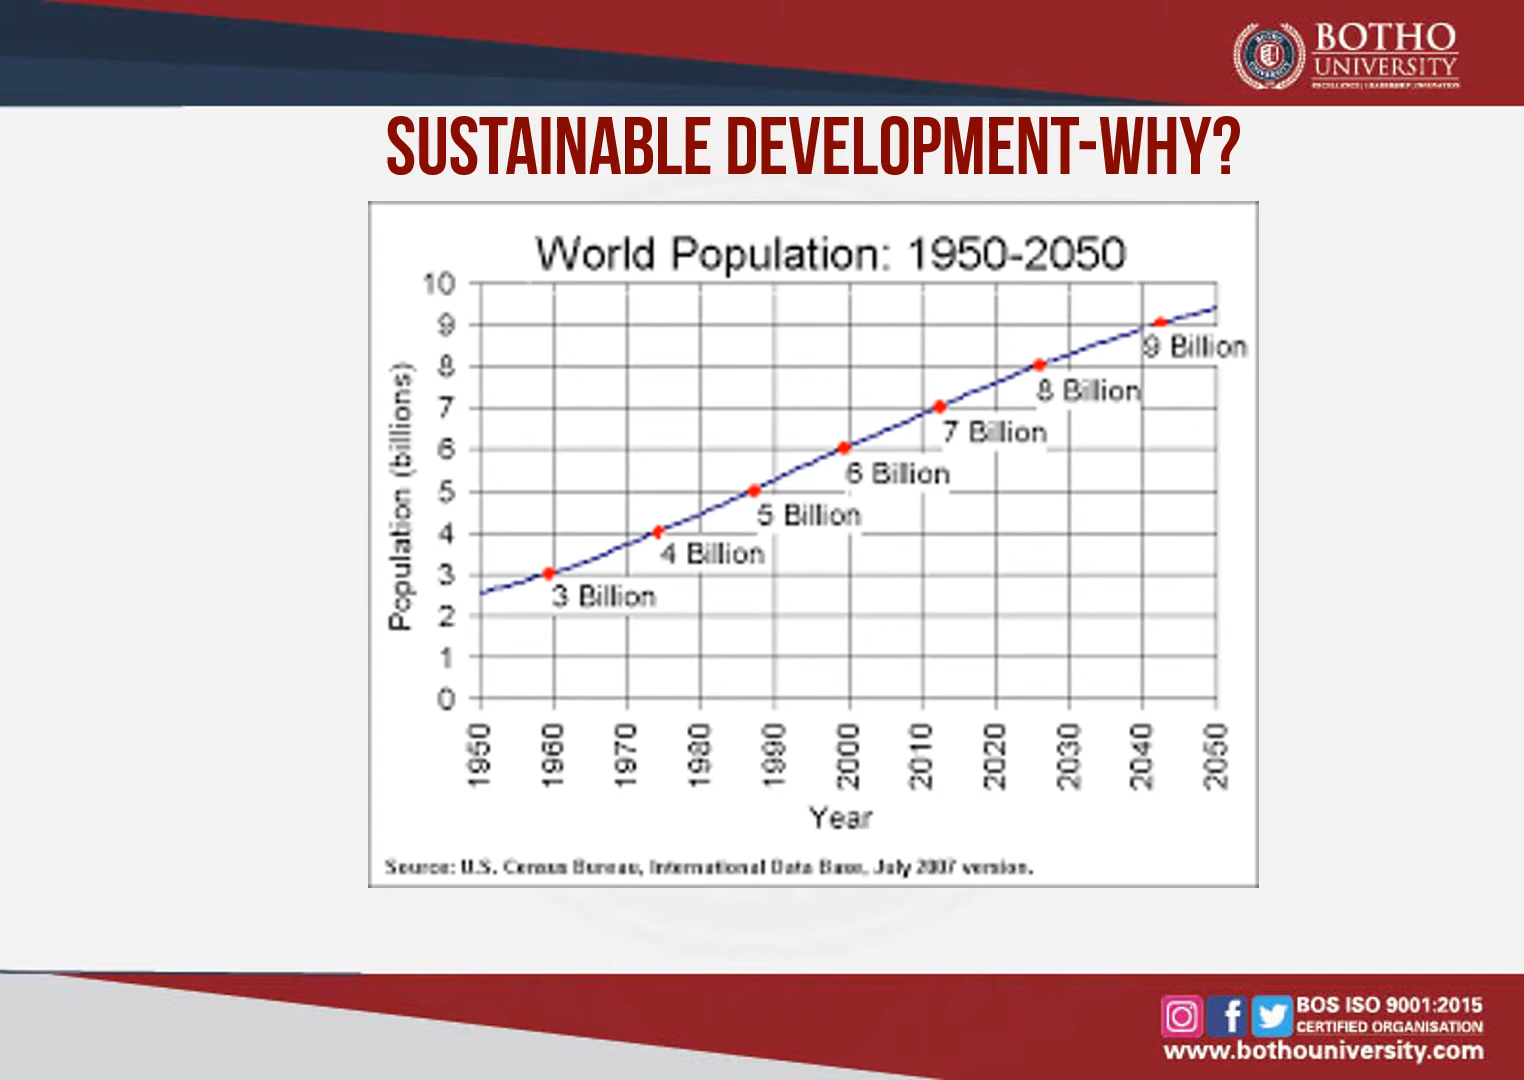 BOTHO
UNIVERSITY
EXCELLENCE | LEADERSHIP | INNOVATION
SUSTAINABLE DEVELOPMENT-WHY?
World Population: 1950-2050
10
9
8
7
6
5
4
3
2
1
0
Population (billions)
3 Billion
4 Billion
5 Billion
6 Billion
7 Billion
8 Billion
9 Billion
1950
1960
1970
1980
1990
2000
2010
2020
2030
2040
2050
Year
Source: U.S. Census Bureau, International Data Base, July 2007 version.
BOS ISO 9001:2015
CERTIFIED ORGANISATION
www.bothouniversity.com